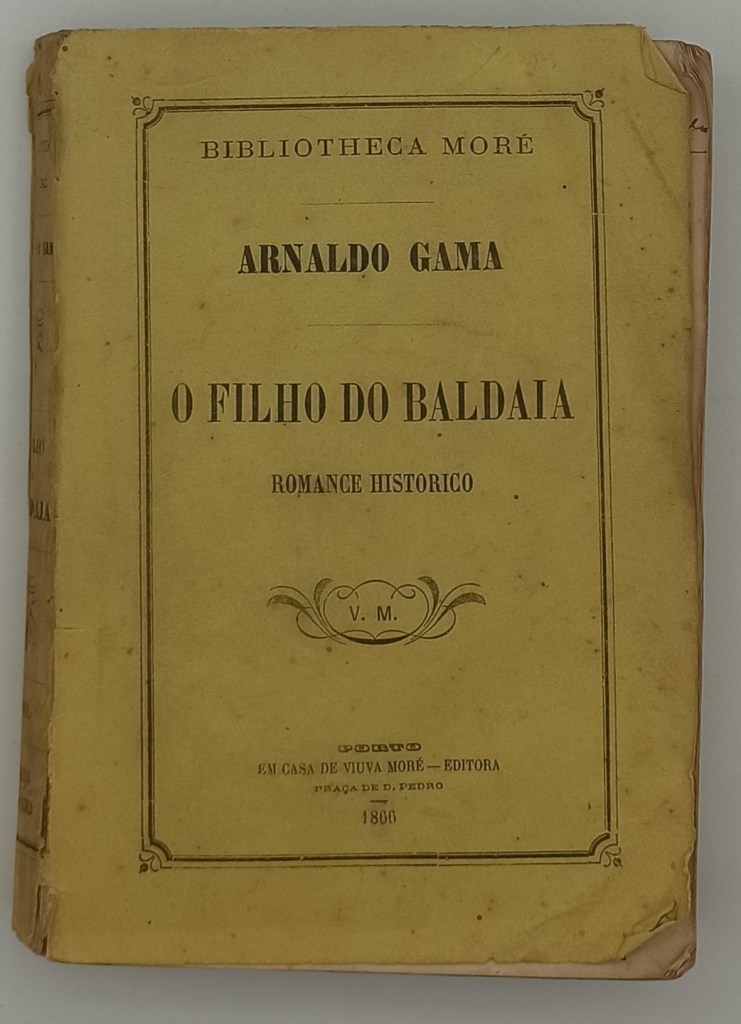 BIBLIOTHECA MORÉ
ARNALDO GAMA
O FILHO DO BALDAIA
ROMANCE HISTORICO
V. M.
PORTO
EM CASA DE VIUVA MORÉ—EDITORA
PRAÇA DE D. PEDRO
1866